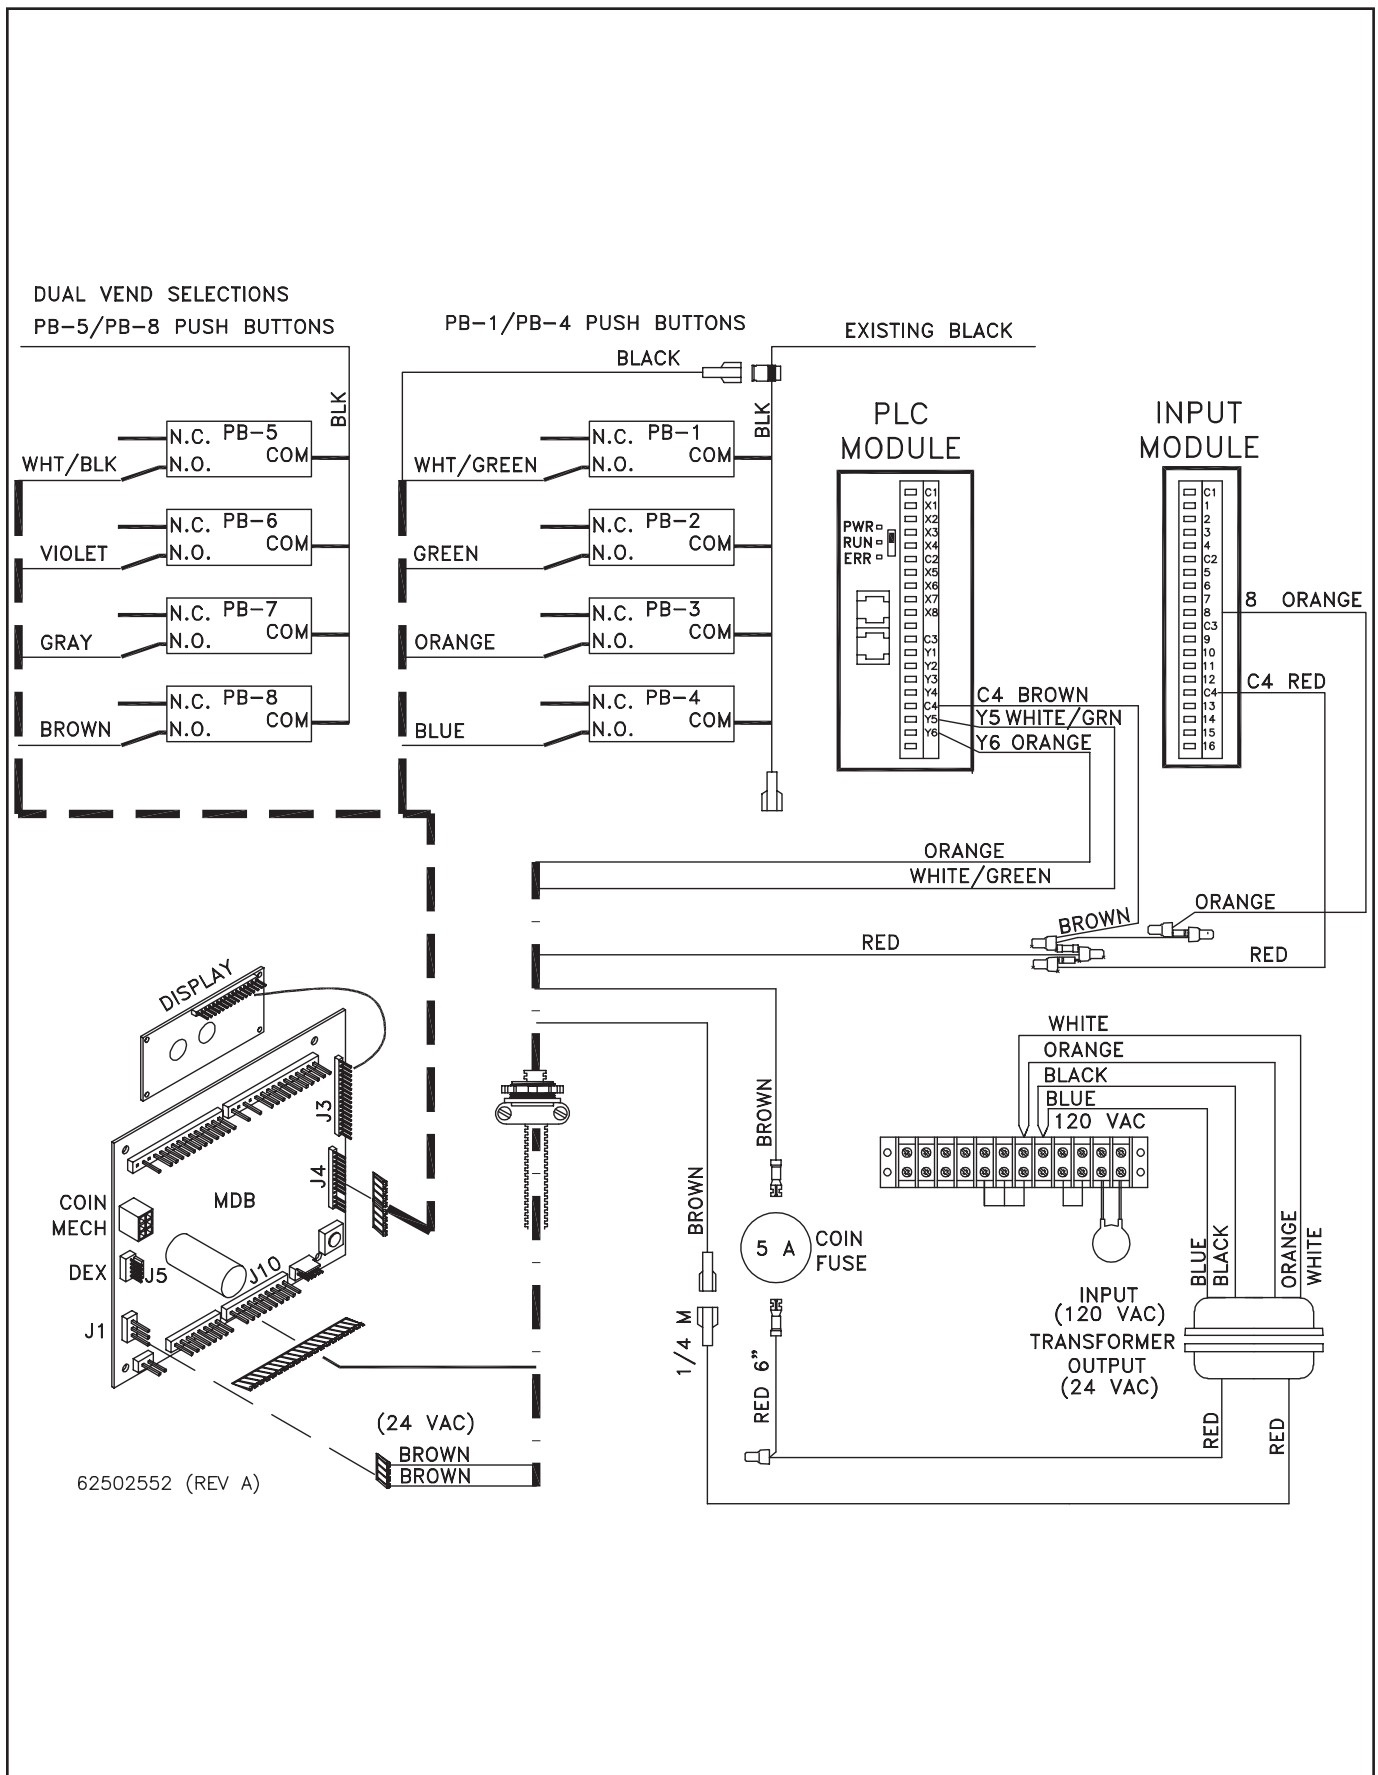 DUAL VEND SELECTIONS
PB-5/PB-8 PUSH BUTTONS
PB-1/PB-4 PUSH BUTTONS
EXISTING BLACK
BLACK
BLK
BLK
N.C. PB-5
COM
N.O.
WHT/BLK
N.C. PB-6
COM
N.O.
VIOLET
N.C. PB-7
COM
N.O.
GRAY
N.C. PB-8
COM
N.O.
BROWN
N.C. PB-1
COM
N.O.
WHT/GREEN
N.C. PB-2
COM
N.O.
GREEN
N.C. PB-3
COM
N.O.
ORANGE
N.C. PB-4
COM
N.O.
BLUE
PLC
MODULE
PWR
RUN
ERR
C1
X1
X2
X3
X4
C2
X5
X6
X7
X8
C3
Y1
Y2
Y3
Y4
C4
Y5
Y6
C4 BROWN
Y5 WHITE/GRN
Y6 ORANGE
INPUT
MODULE
C1
1
2
3
4
C2
5
6
7
8
C3
9
10
11
12
C4
13
14
15
16
8 ORANGE
C4 RED
ORANGE
WHITE/GREEN
RED
BROWN
ORANGE
RED
DISPLAY
J3
J4
MDB
COIN
MECH
DEX
J5
J10
J1
(24 VAC)
BROWN
BROWN
62502552 (REV A)
BROWN
BROWN
1/4 M
5 A
COIN
FUSE
RED 6”
WHITE
ORANGE
BLACK
BLUE
120 VAC
BLUE
BLACK
ORANGE
WHITE
INPUT
(120 VAC)
TRANSFORMER
OUTPUT
(24 VAC)
RED
RED